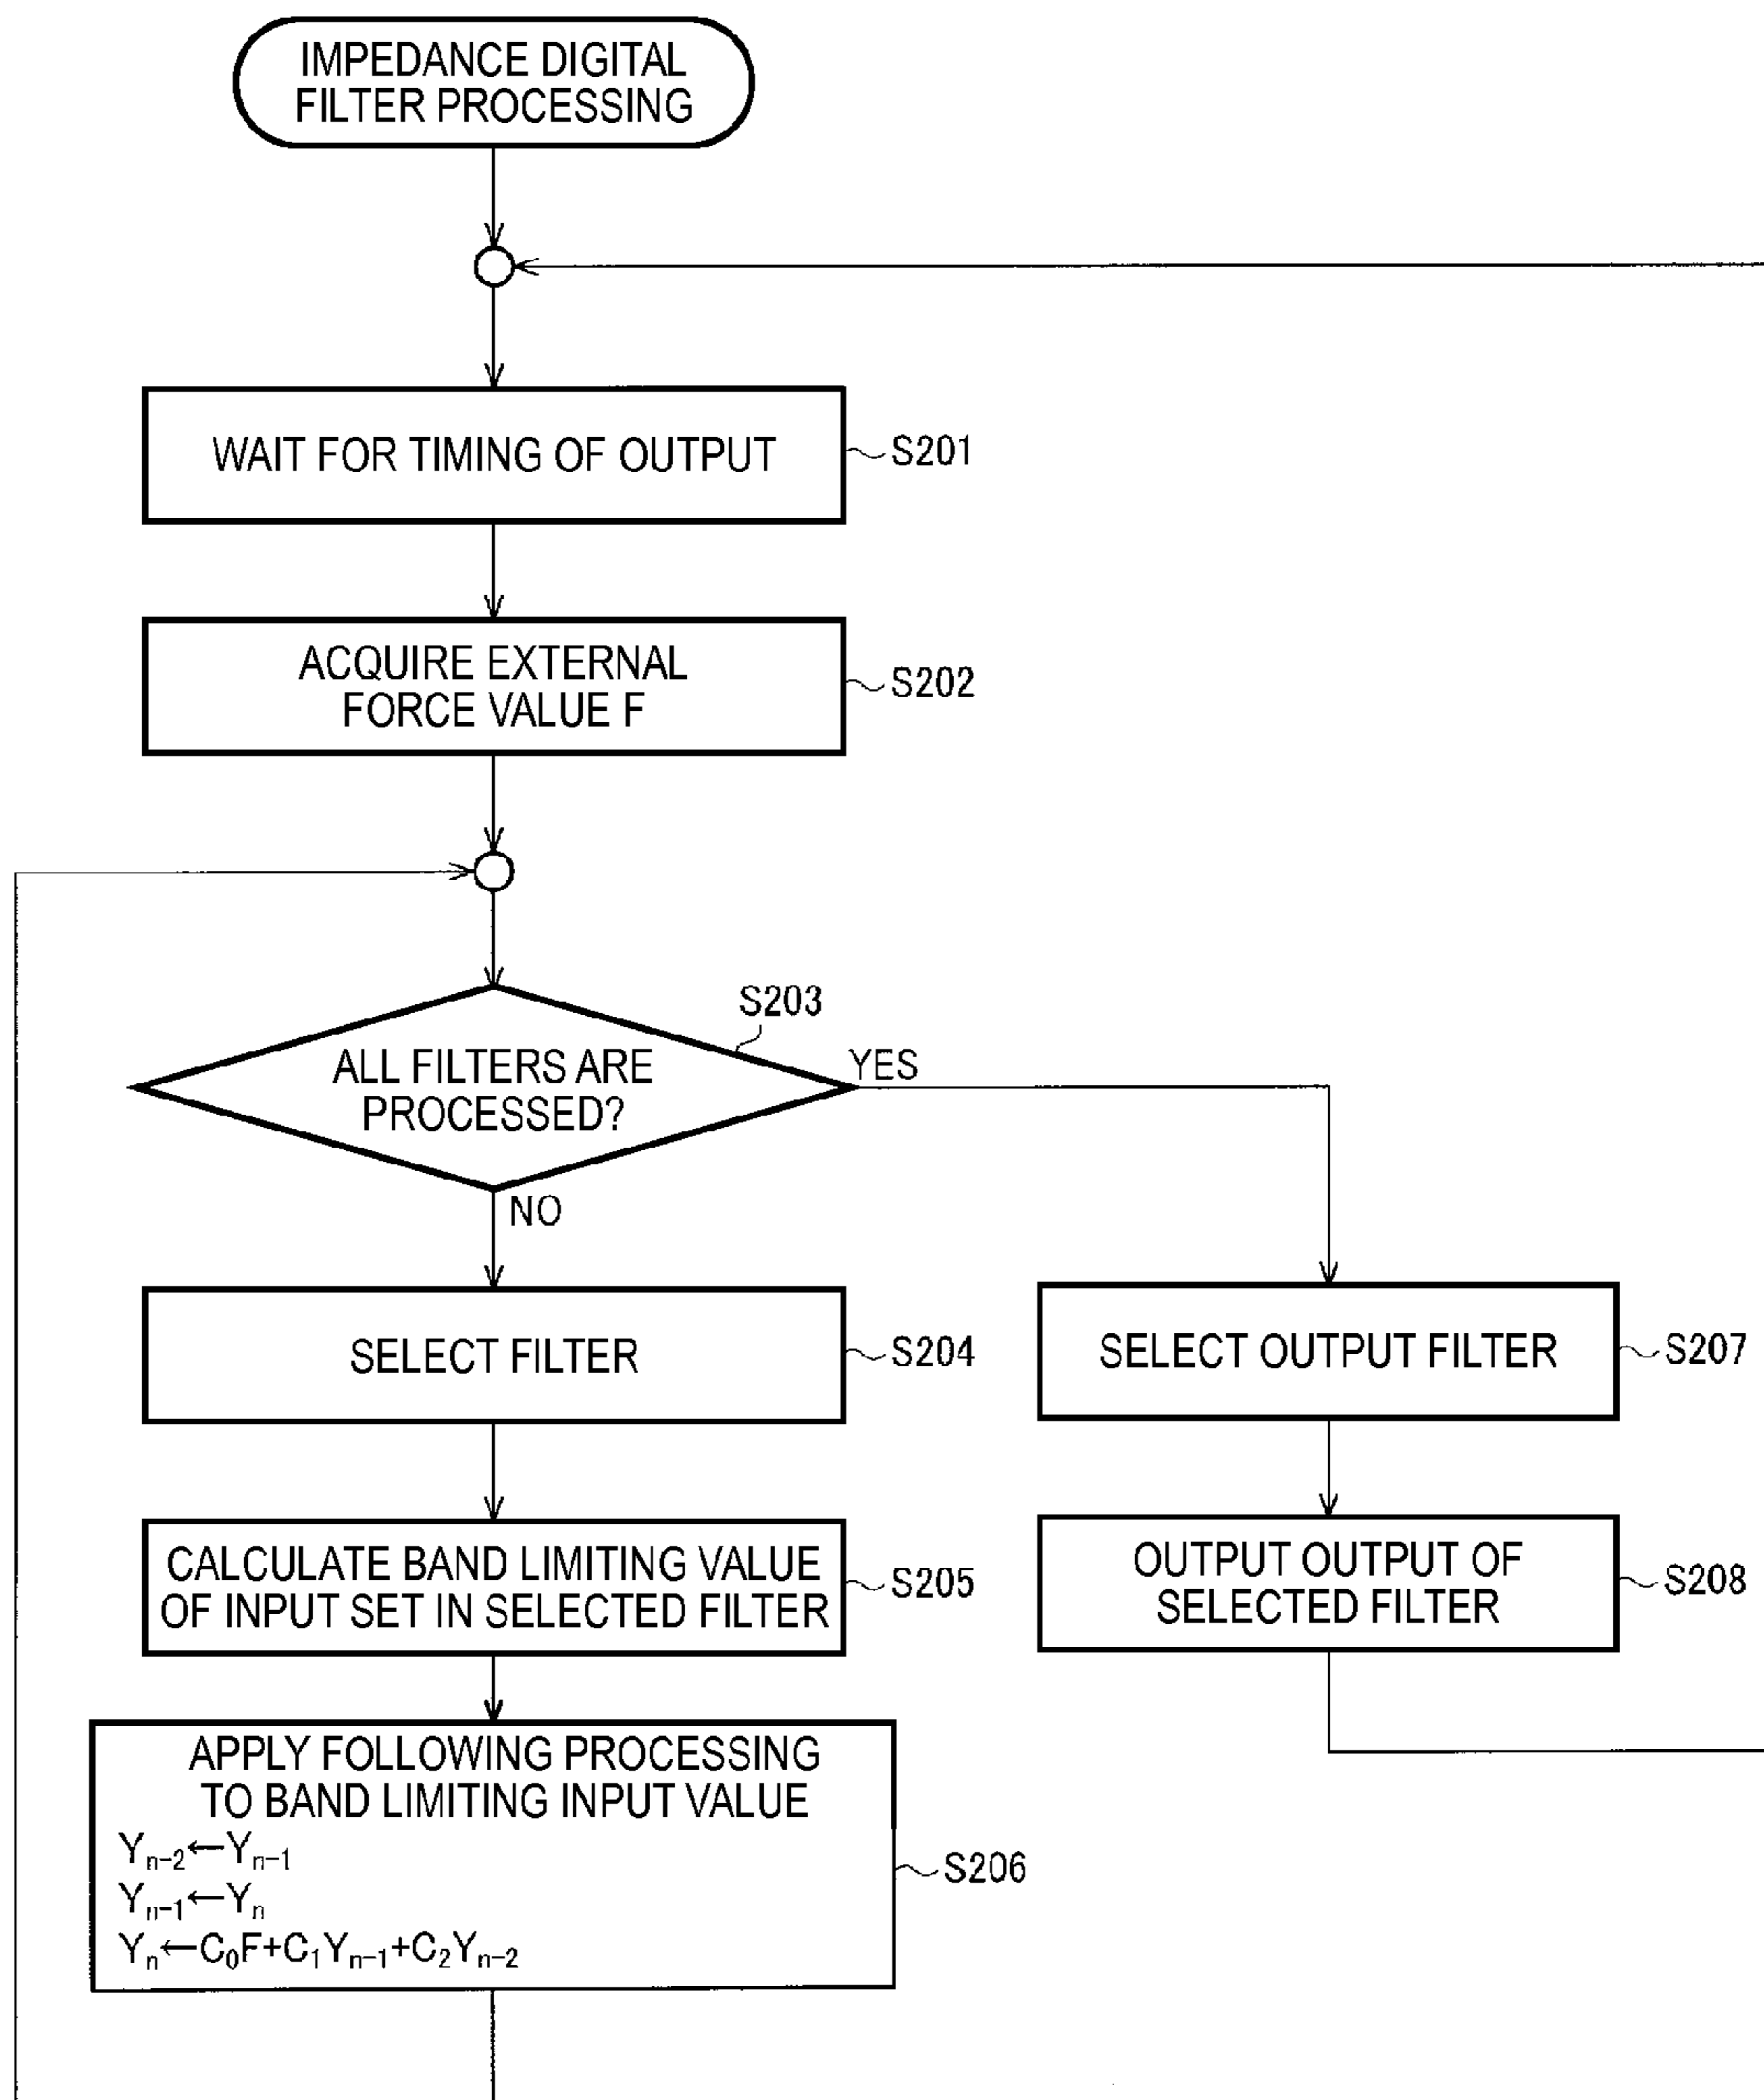 IMPEDANCE DIGITAL
FILTER PROCESSING
WAIT FOR TIMING OF OUTPUT
S201
ACQUIRE EXTERNAL
FORCE VALUE F
S202
S203
ALL FILTERS ARE
PROCESSED?
YES
NO
SELECT FILTER
S204
CALCULATE BAND LIMITING VALUE
OF INPUT SET IN SELECTED FILTER
S205
APPLY FOLLOWING PROCESSING
TO BAND LIMITING INPUT VALUE
Yₙ₋₂←Yₙ₋₁
Yₙ₋₁←Yₙ
Yₙ←C₀F+C₁Yₙ₋₁+C₂Yₙ₋₂
S206
SELECT OUTPUT FILTER
S207
OUTPUT OUTPUT OF
SELECTED FILTER
S208